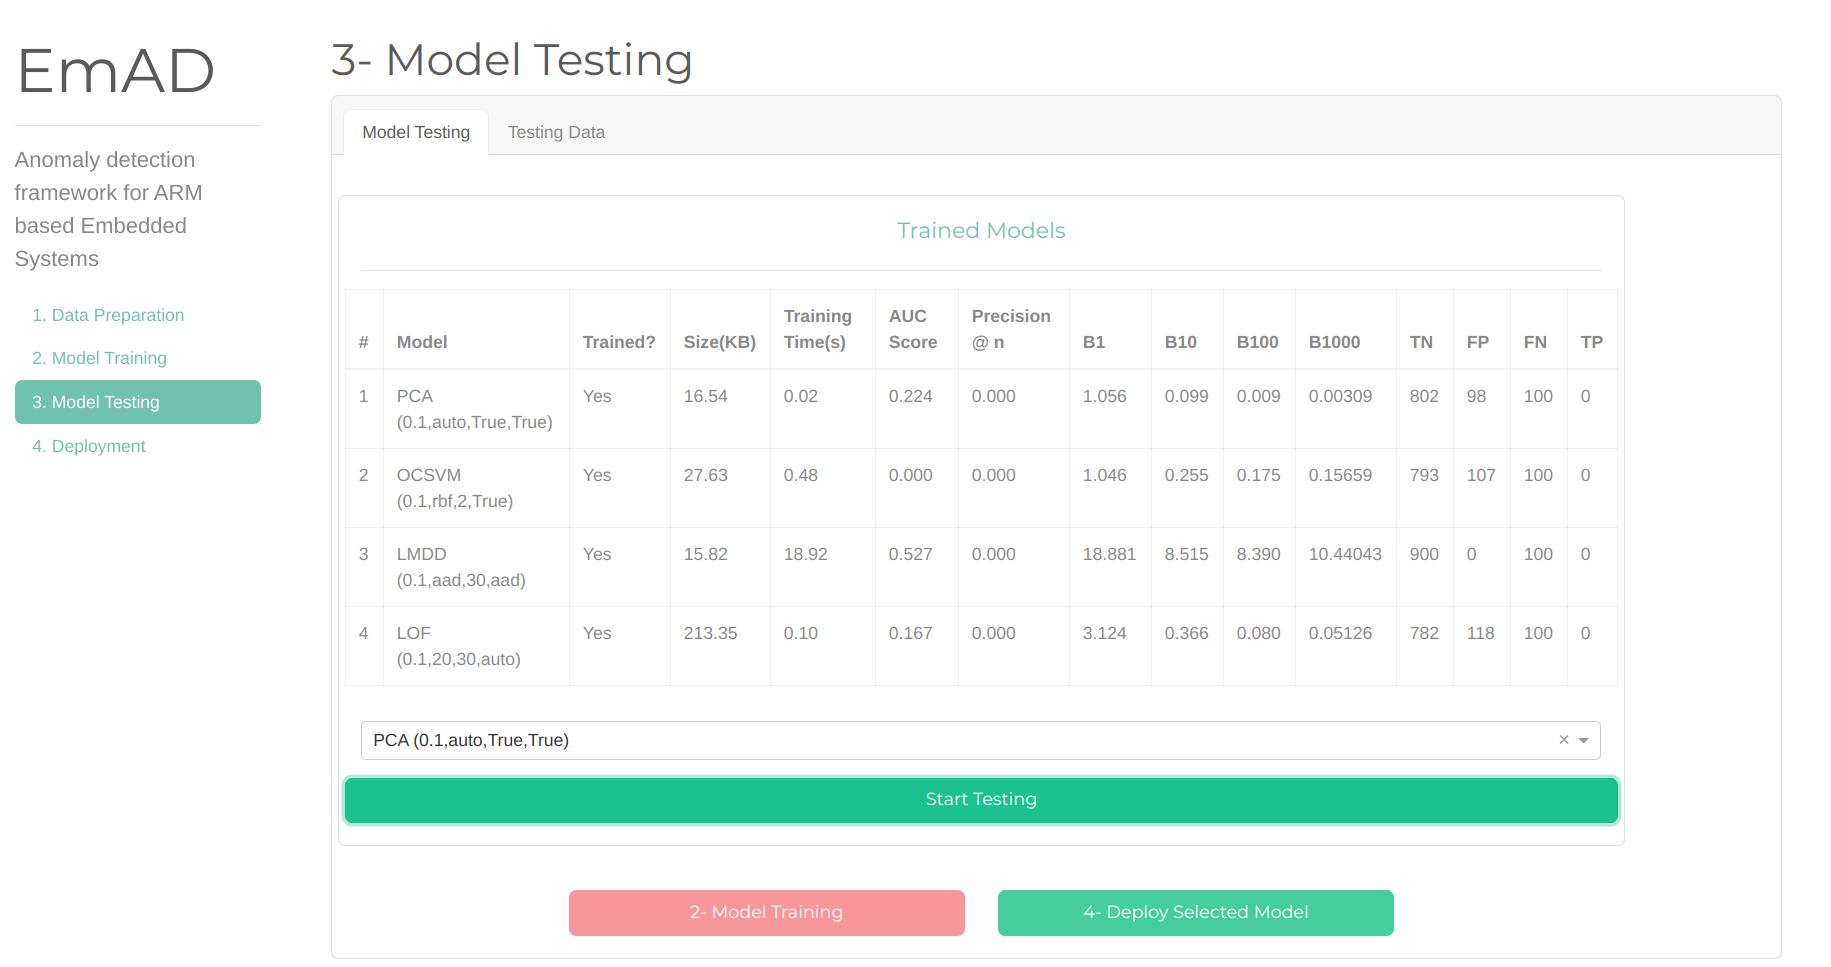 EmAD
Anomaly detection
framework for ARM
based Embedded
Systems
1. Data Preparation
2. Model Training
3. Model Testing
4. Deployment
3- Model Testing
Model Testing Testing Data
Trained Models
# Model Trained? Size(KB) Training Time(s) AUC Score Precision @ n B1 B10 B100 B1000 TN FP FN TP
1 PCA (0.1,auto,True,True) Yes 16.54 0.02 0.224 0.000 1.056 0.099 0.009 0.00309 802 98 100 0
2 OCSVM (0.1,rbf,2,True) Yes 27.63 0.48 0.000 0.000 1.046 0.255 0.175 0.15659 793 107 100 0
3 LMDD (0.1,aad,30,aad) Yes 15.82 18.92 0.527 0.000 18.881 8.515 8.390 10.44043 900 0 100 0
4 LOF (0.1,20,30,auto) Yes 213.35 0.10 0.167 0.000 3.124 0.366 0.080 0.05126 782 118 100 0
PCA (0.1,auto,True,True) ×
Start Testing
2- Model Training 4- Deploy Selected Model